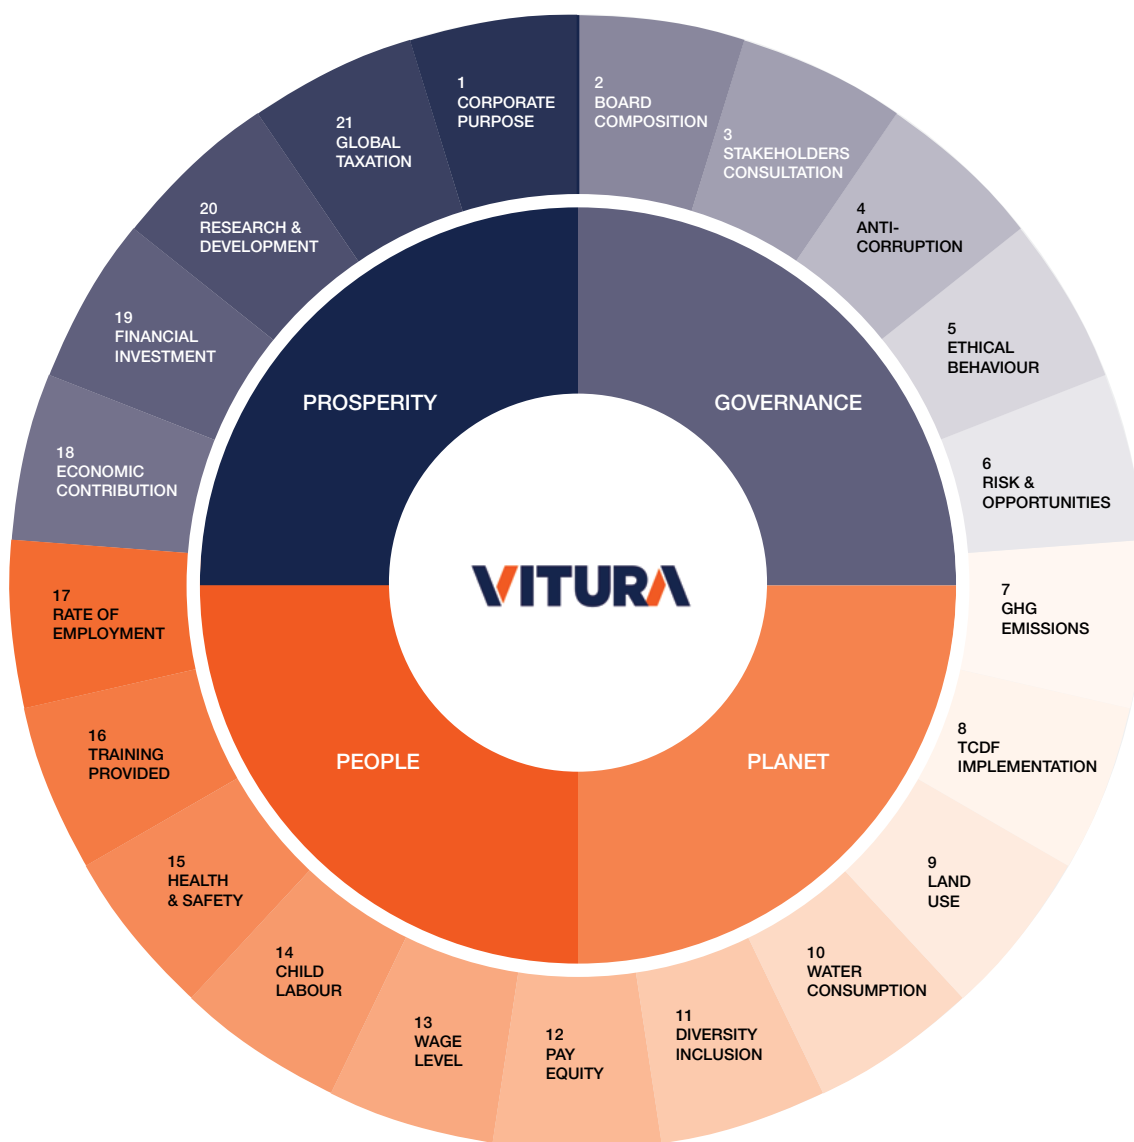 1
CORPORATE
PURPOSE
2
BOARD
COMPOSITION
3
STAKEHOLDERS
CONSULTATION
4
ANTI-
CORRUPTION
5
ETHICAL
BEHAVIOUR
6
RISK &
OPPORTUNITIES
7
GHG
EMISSIONS
8
TCDF
IMPLEMENTATION
9
LAND
USE
10
WATER
CONSUMPTION
11
DIVERSITY
INCLUSION
12
PAY
EQUITY
13
WAGE
LEVEL
14
CHILD
LABOUR
15
HEALTH
& SAFETY
16
TRAINING
PROVIDED
17
RATE OF
EMPLOYMENT
18
ECONOMIC
CONTRIBUTION
19
FINANCIAL
INVESTMENT
20
RESEARCH &
DEVELOPMENT
21
GLOBAL
TAXATION
PROSPERITY
GOVERNANCE
VITURA
PEOPLE
PLANET